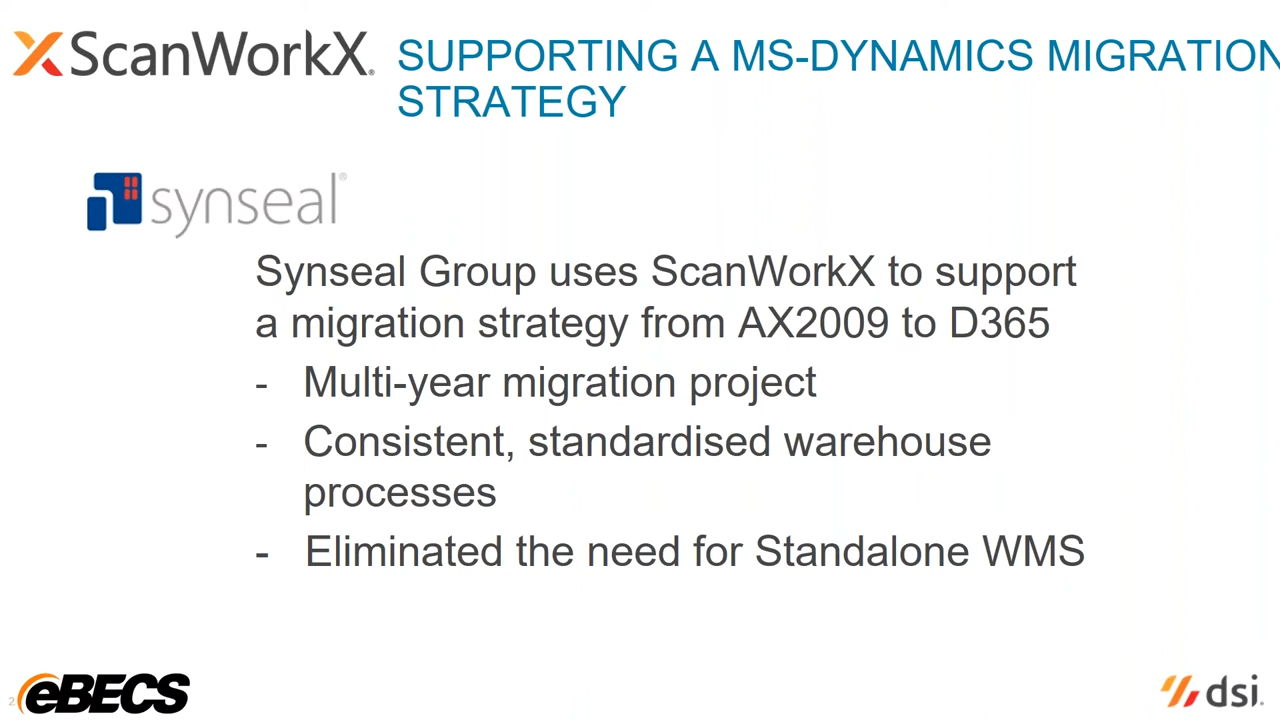 ScanWorkX®
SUPPORTING A MS-DYNAMICS MIGRATION
STRATEGY
synseal®
Synseal Group uses ScanWorkX to support
a migration strategy from AX2009 to D365
- Multi-year migration project
- Consistent, standardised warehouse
processes
- Eliminated the need for Standalone WMS
2
eBECS
dsi.